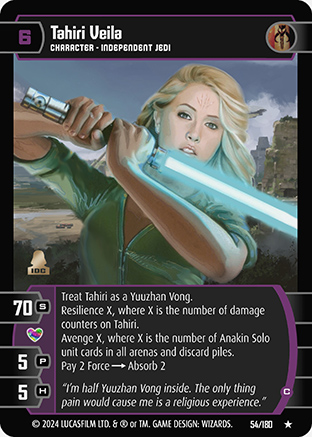 6 Tahiri Veila
CHARACTER - INDEPENDENT JEDI
IDC
70 S
Treat Tahiri as a Yuuzhan Vong.
Resilience X, where X is the number of damage
counters on Tahiri.
Avenge X, where X is the number of Anakin Solo
unit cards in all arenas and discard piles.
5 P
Pay 2 Force → Absorb 2
5 H
“I'm half Yuuzhan Vong inside. The only thing
pain would cause me is a religious experience.”
C
© 2024 LUCASFILM LTD. & ® or TM. GAME DESIGN: WIZARDS. 54/180 ★